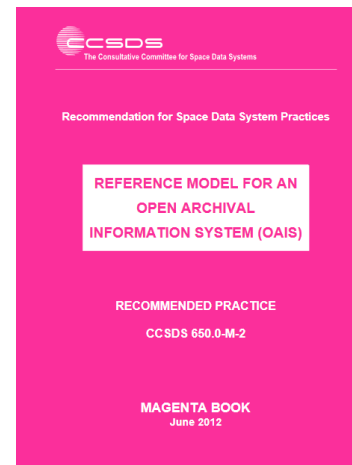 CCSDS
The Consultative Committee for Space Data Systems
Recommendation for Space Data System Practices
REFERENCE MODEL FOR AN
OPEN ARCHIVAL
INFORMATION SYSTEM (OAIS)
RECOMMENDED PRACTICE
CCSDS 650.0-M-2
MAGENTA BOOK
June 2012